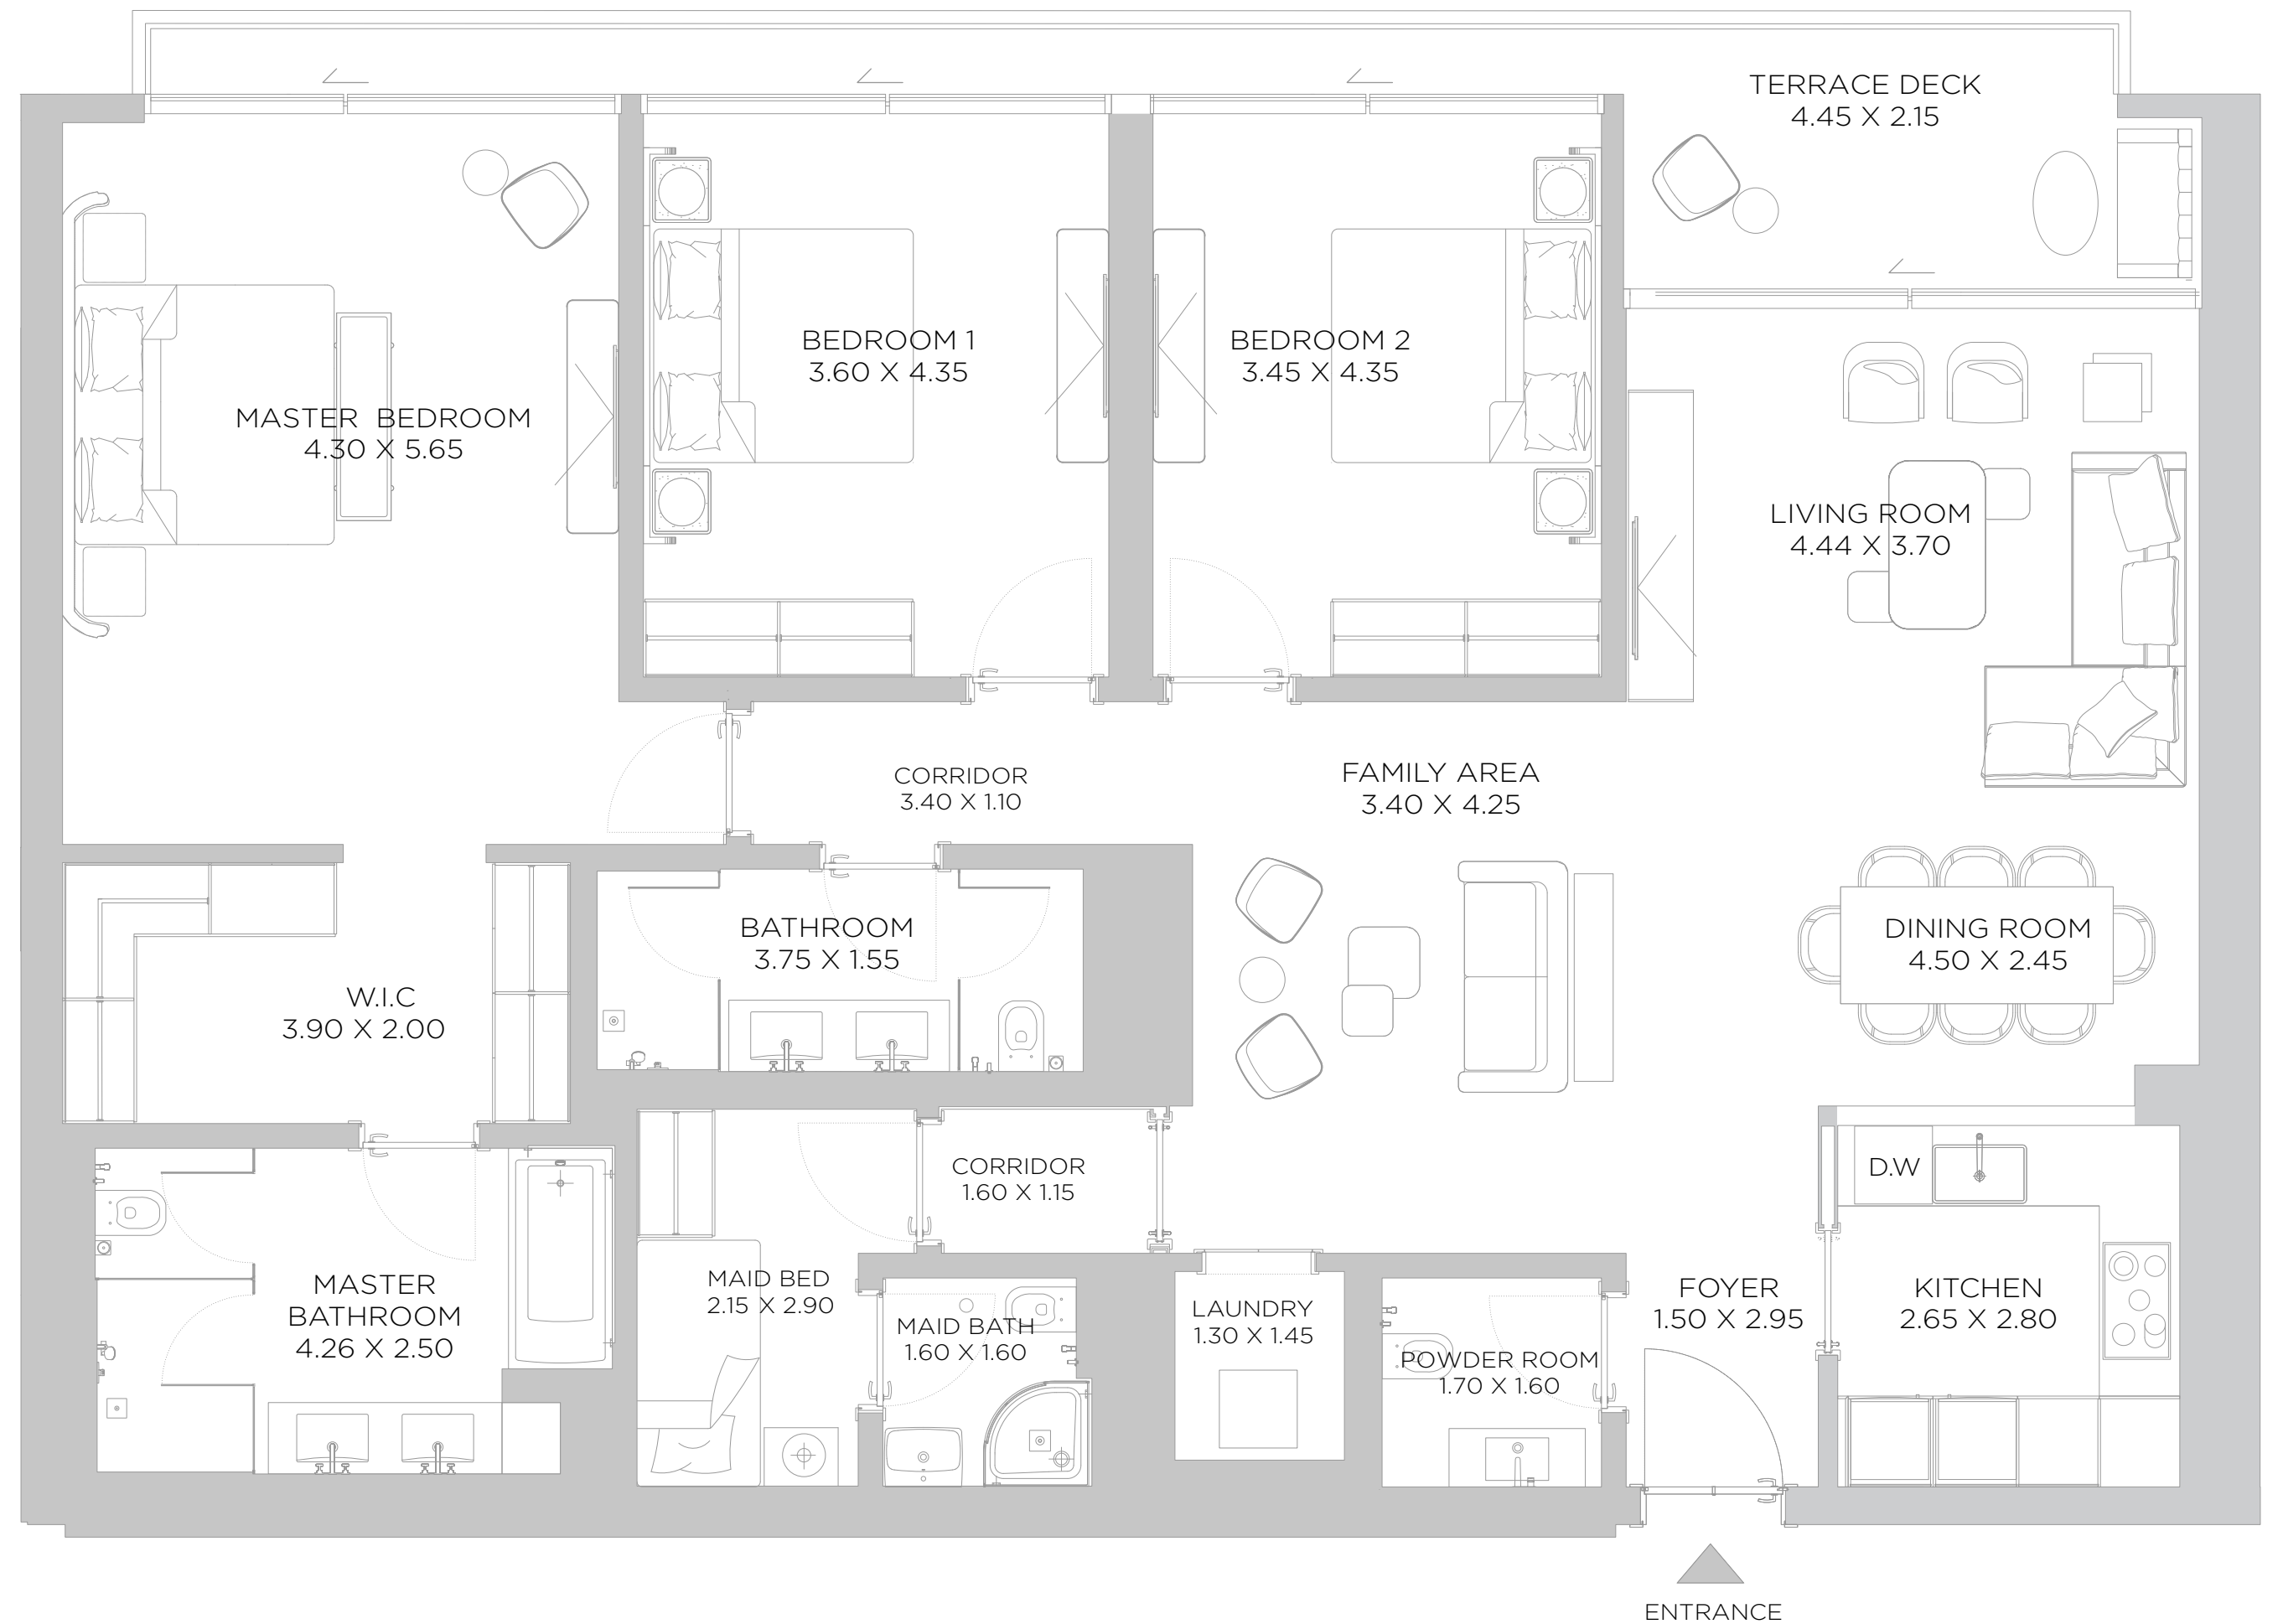 TERRACE DECK
4.45 X 2.15
BEDROOM 1
3.60 X 4.35
BEDROOM 2
3.45 X 4.35
MASTER BEDROOM
4.30 X 5.65
LIVING ROOM
4.44 X 3.70
CORRIDOR
3.40 X 1.10
FAMILY AREA
3.40 X 4.25
BATHROOM
3.75 X 1.55
DINING ROOM
4.50 X 2.45
W.I.C
3.90 X 2.00
CORRIDOR
1.60 X 1.15
D.W
MASTER
BATHROOM
4.26 X 2.50
MAID BED
2.15 X 2.90
MAID BATH
1.60 X 1.60
LAUNDRY
1.30 X 1.45
POWDER ROOM
1.70 X 1.60
FOYER
1.50 X 2.95
KITCHEN
2.65 X 2.80
ENTRANCE